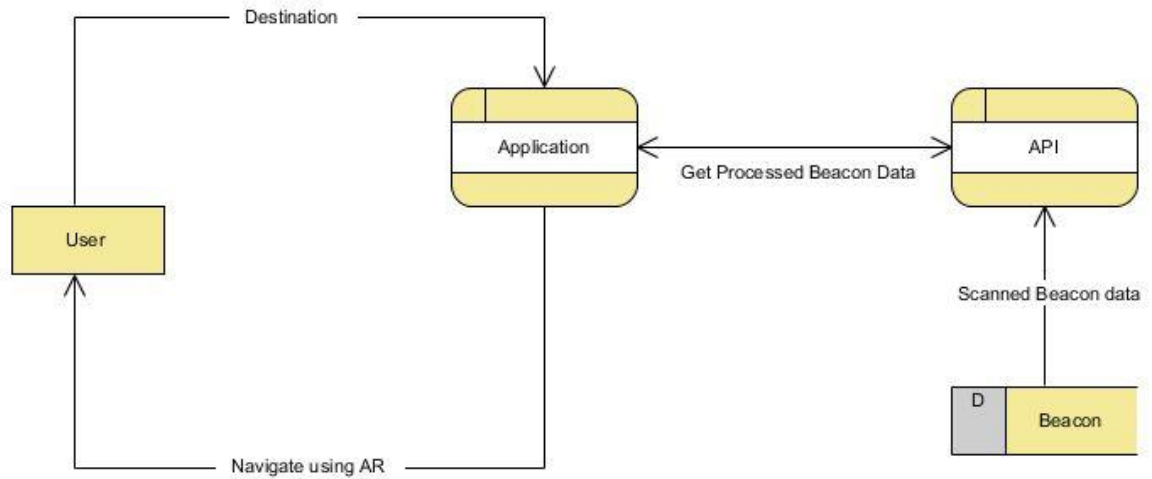 Destination
Application
API
Get Processed Beacon Data
User
Scanned Beacon data
D
Beacon
Navigate using AR